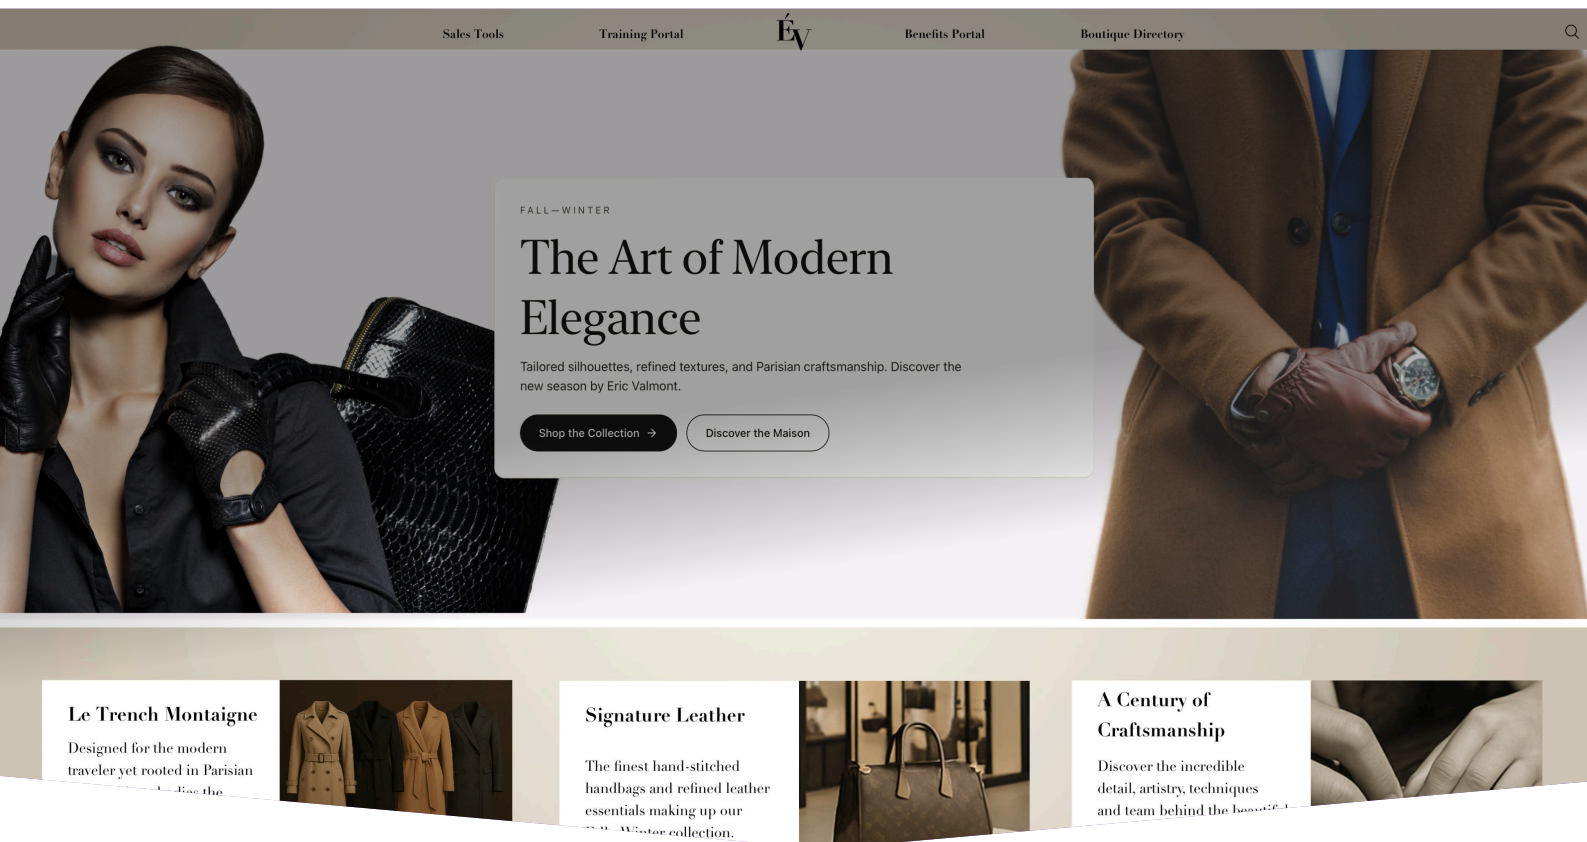 Sales Tools
Training Portal
ÉV
Benefits Portal
Boutique Directory
FALL—WINTER
The Art of Modern
Elegance
Tailored silhouettes, refined textures, and Parisian craftsmanship. Discover the
new season by Eric Valmont.
Shop the Collection →
Discover the Maison
Le Trench Montaigne
Designed for the modern
traveler yet rooted in Parisian
the
Signature Leather
The finest hand-stitched
handbags and refined leather
essentials making up our
Winter collection.
A Century of
Craftsmanship
Discover the incredible
detail, artistry, techniques
and team behind the beautiful